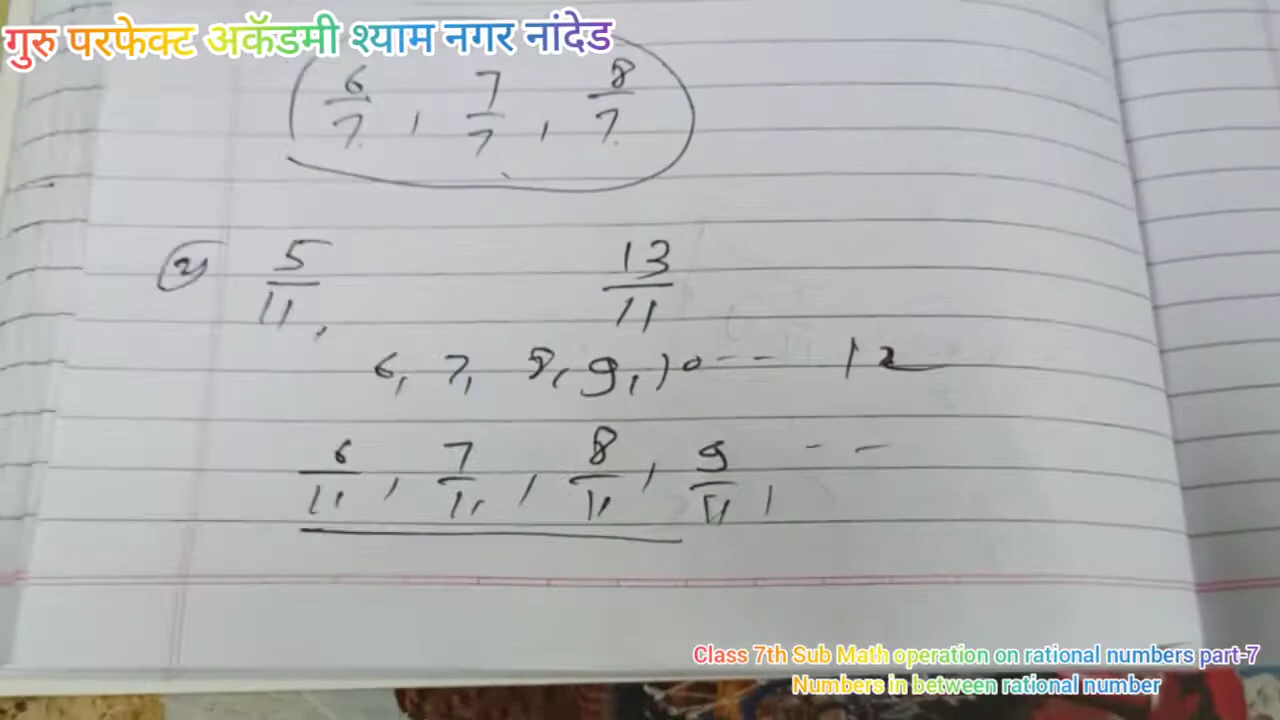 गुरु परफेक्ट अकॅडमी श्याम नगर नांदेड
6/7, 7/7, 8/7
२ 5/11, 13/11
6, 7, 8, 9, 10 -- 12
6/11, 7/11, 8/11, 9/11, --
Class 7th Sub Math operation on rational numbers part-7
Numbers in between rational number